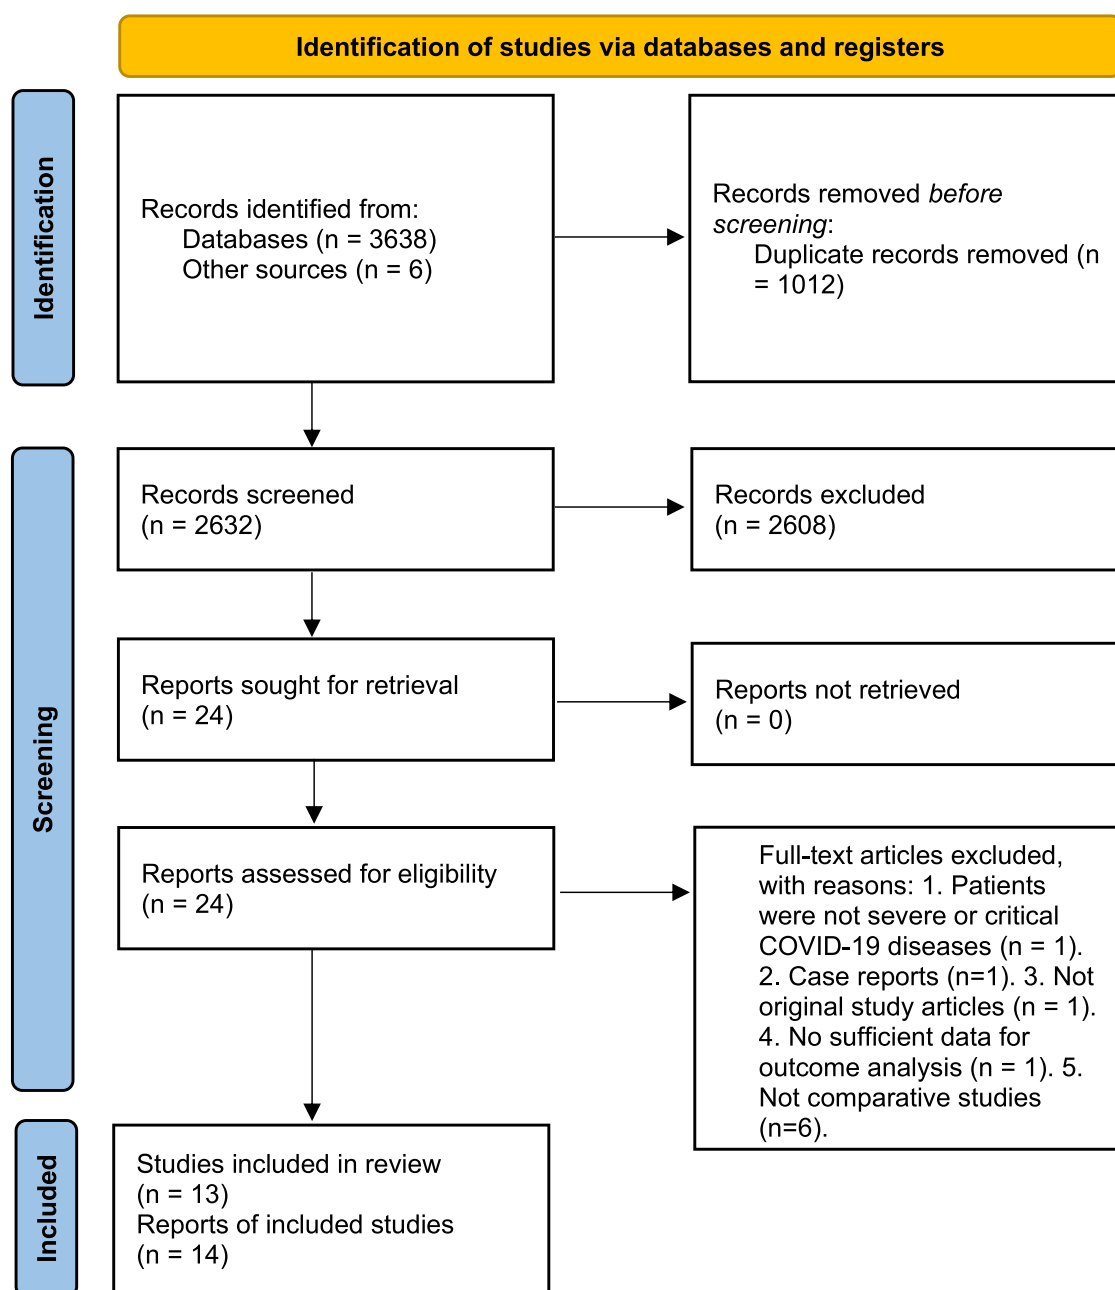 Identification of studies via databases and registers
Identification
Records identified from:
Databases (n = 3638)
Other sources (n = 6)
Records removed before
screening:
Duplicate records removed (n
= 1012)
Screening
Records screened
(n = 2632)
Records excluded
(n = 2608)
Reports sought for retrieval
(n = 24)
Reports not retrieved
(n = 0)
Reports assessed for eligibility
(n = 24)
Full-text articles excluded,
with reasons: 1. Patients
were not severe or critical
COVID-19 diseases (n = 1).
2. Case reports (n=1). 3. Not
original study articles (n = 1).
4. No sufficient data for
outcome analysis (n = 1). 5.
Not comparative studies
(n=6).
Included
Studies included in review
(n = 13)
Reports of included studies
(n = 14)